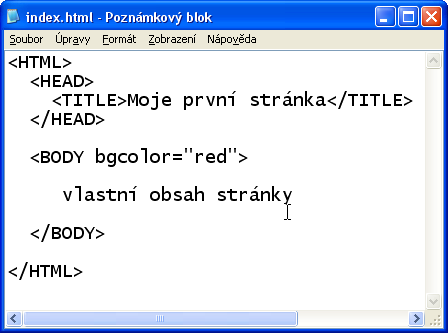 index.html - Poznámkový blok
Soubor Úpravy Formát Zobrazení Nápověda
<HTML>
<HEAD>
<TITLE>Moje první stránka</TITLE>
</HEAD>
<BODY bgcolor="red">
vlastní obsah stránky
</BODY>
</HTML>